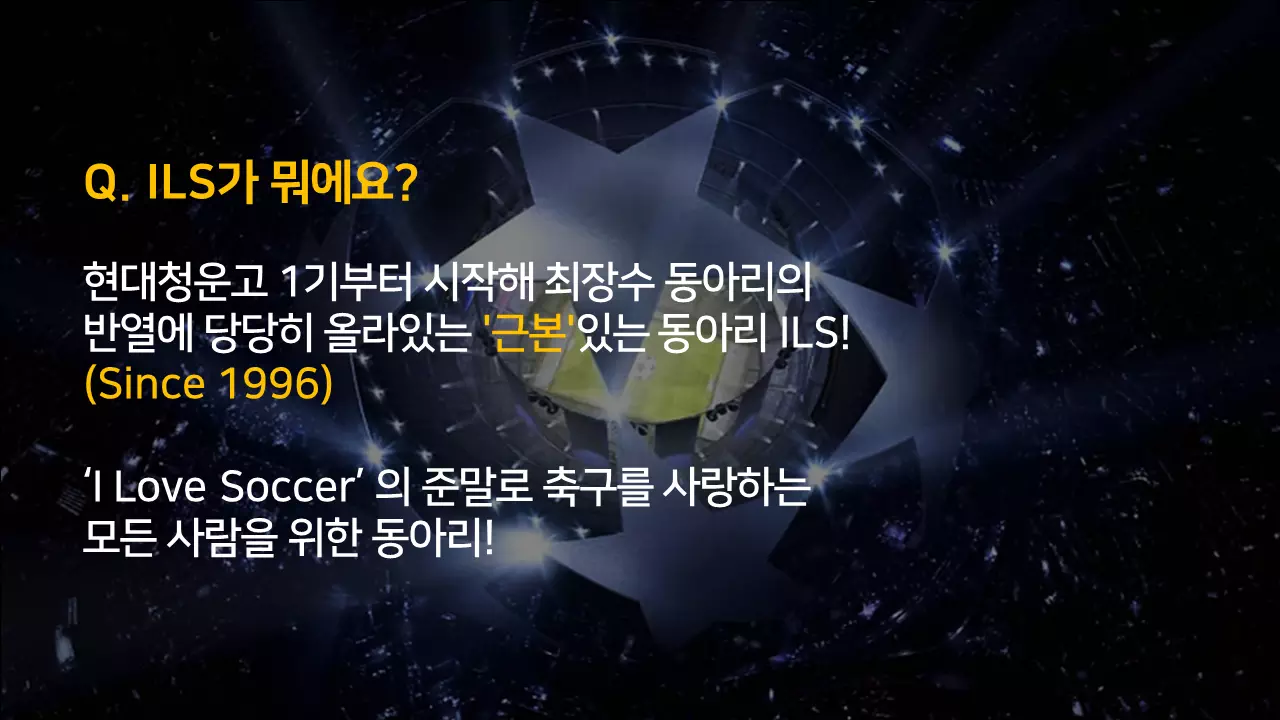 Q. ILS가 뭐에요?
현대청운고 1기부터 시작해 최장수 동아리의
반열에 당당히 올라있는 '근본'있는 동아리 ILS!
(Since 1996)
‘I Love Soccer’ 의 준말로 축구를 사랑하는
모든 사람을 위한 동아리!